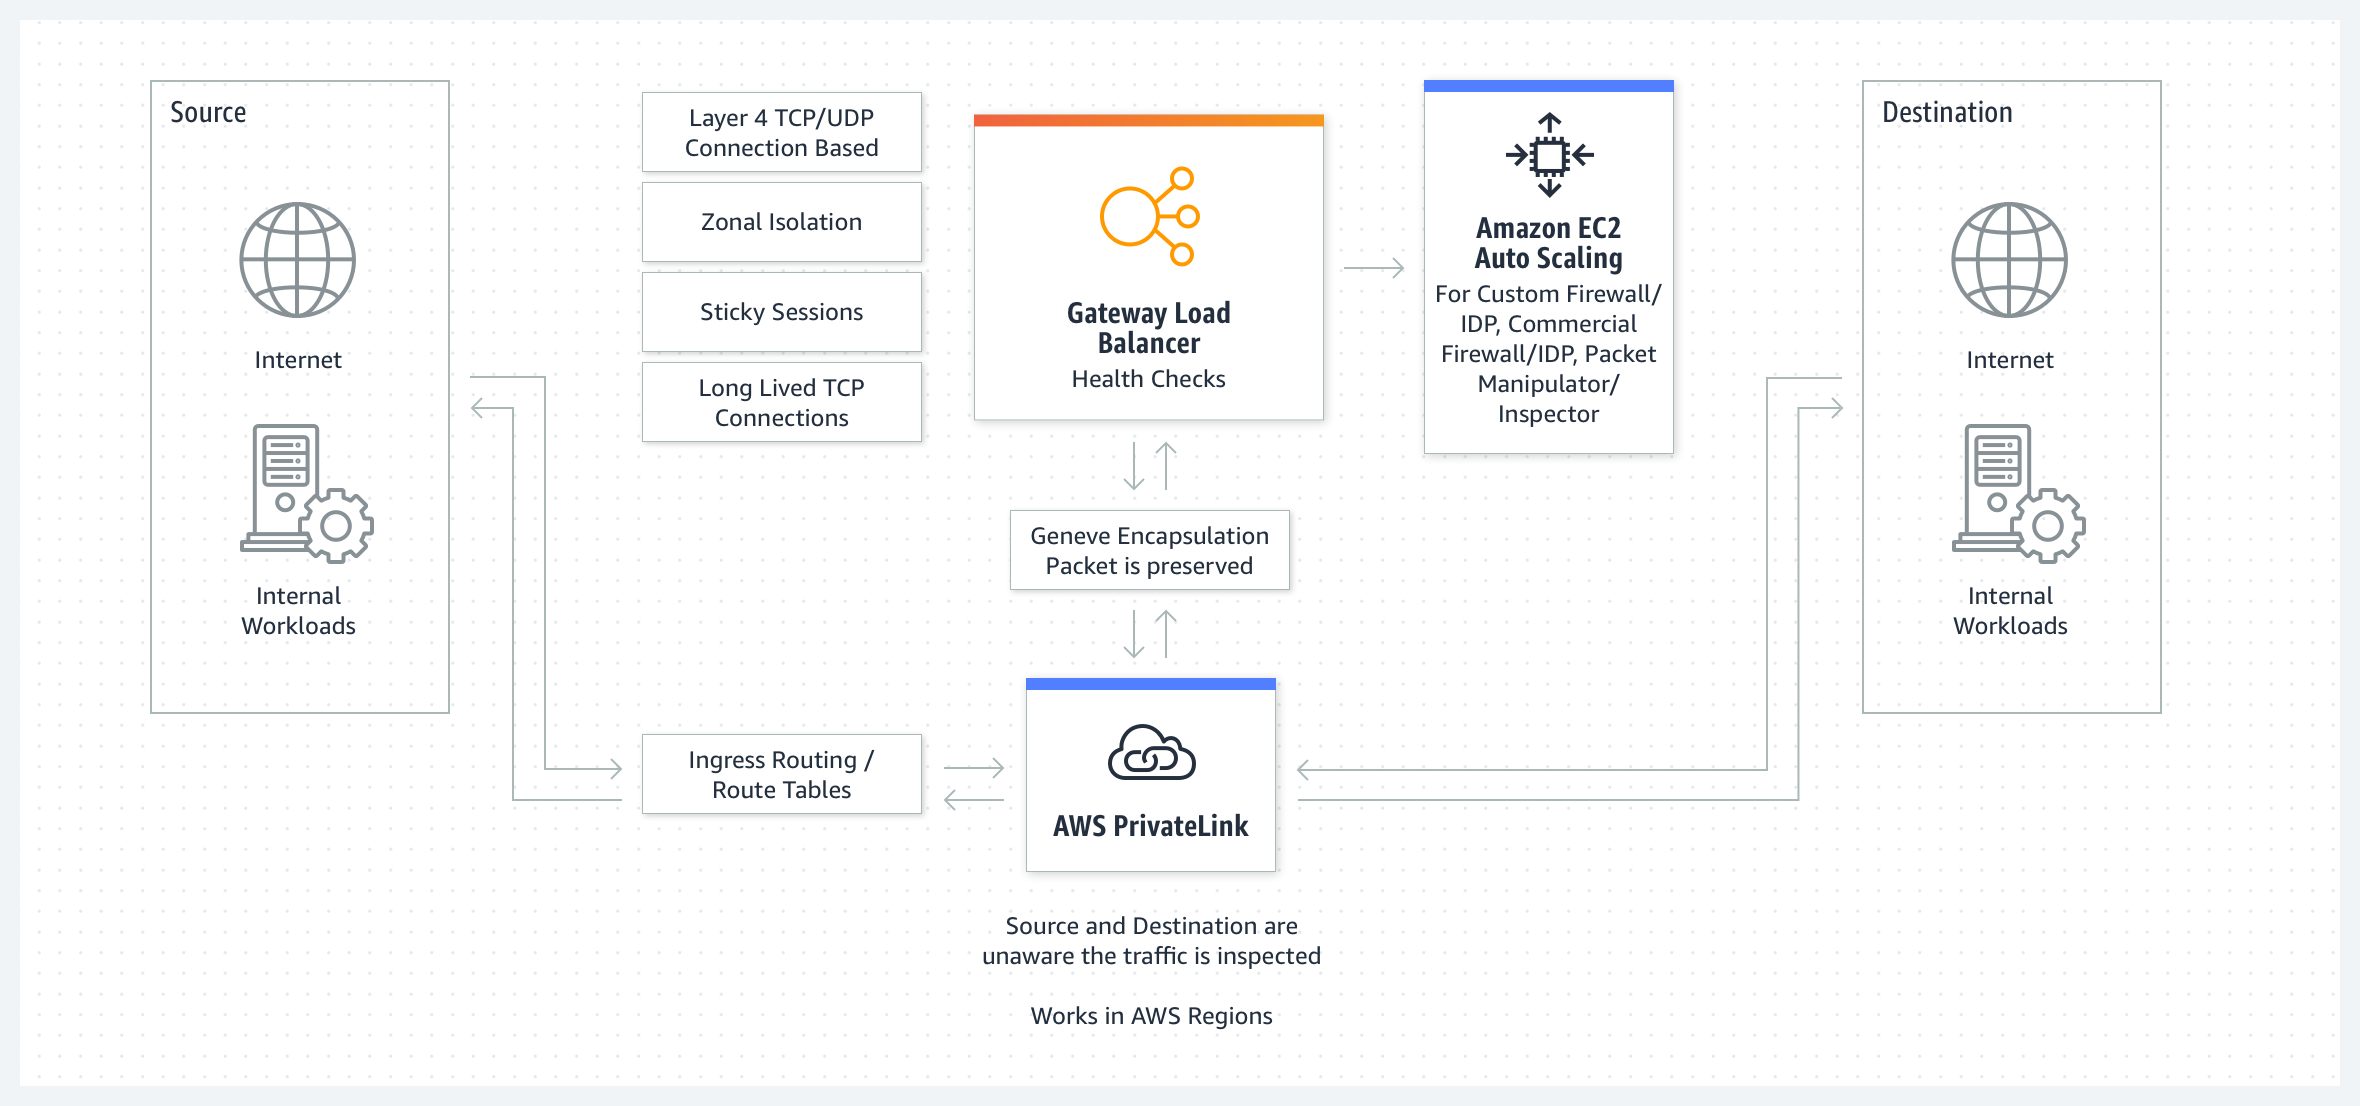 Source
Internet
Internal
Workloads
Layer 4 TCP/UDP
Connection Based
Zonal Isolation
Sticky Sessions
Long Lived TCP
Connections
Gateway Load
Balancer
Health Checks
Amazon EC2
Auto Scaling
For Custom Firewall/
IDP, Commercial
Firewall/IDP, Packet
Manipulator/
Inspector
Geneve Encapsulation
Packet is preserved
Ingress Routing /
Route Tables
AWS PrivateLink
Source and Destination are
unaware the traffic is inspected
Works in AWS Regions
Destination
Internet
Internal
Workloads